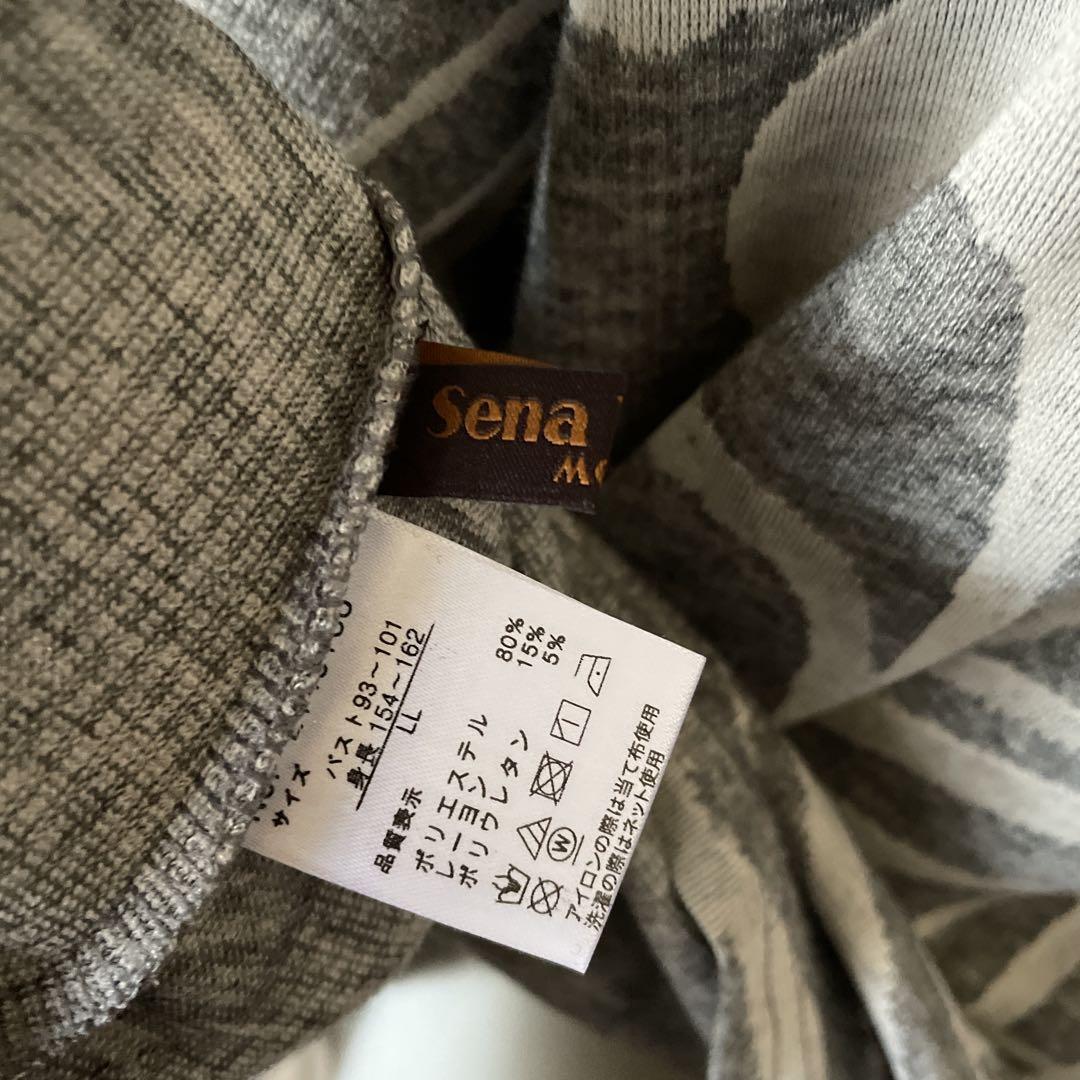 Sena
サイズ
バスト93～101
身長 154～162
LL
品質表示
ポリエステル 80%
レーヨン 15%
ポリウレタン 5%
W
アイロンの際は当て布使用
洗濯の際はネット使用